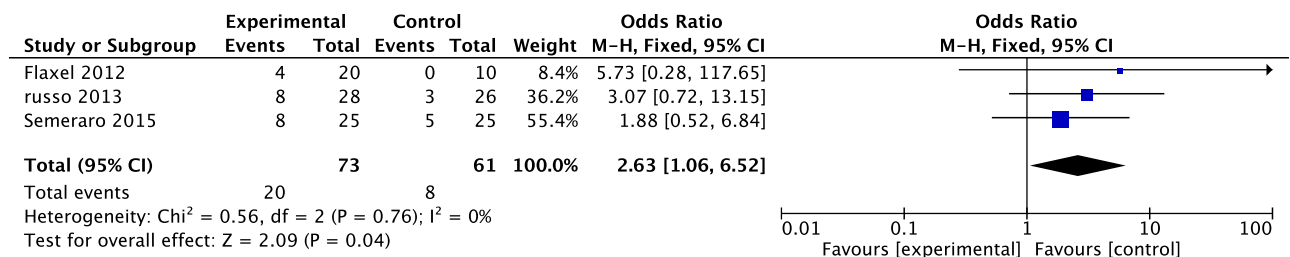 Experimental Control Odds Ratio Odds Ratio
Study or Subgroup Events Total Events Total Weight M-H, Fixed, 95% CI M-H, Fixed, 95% CI
Flaxel 2012 4 20 0 10 8.4% 5.73 [0.28, 117.65]
russo 2013 8 28 3 26 36.2% 3.07 [0.72, 13.15]
Semeraro 2015 8 25 5 25 55.4% 1.88 [0.52, 6.84]
Total (95% CI) 73 61 100.0% 2.63 [1.06, 6.52]
Total events 20 8
Heterogeneity: Chi² = 0.56, df = 2 (P = 0.76); I² = 0%
Test for overall effect: Z = 2.09 (P = 0.04)
0.01 0.1 1 10 100
Favours [experimental] Favours [control]